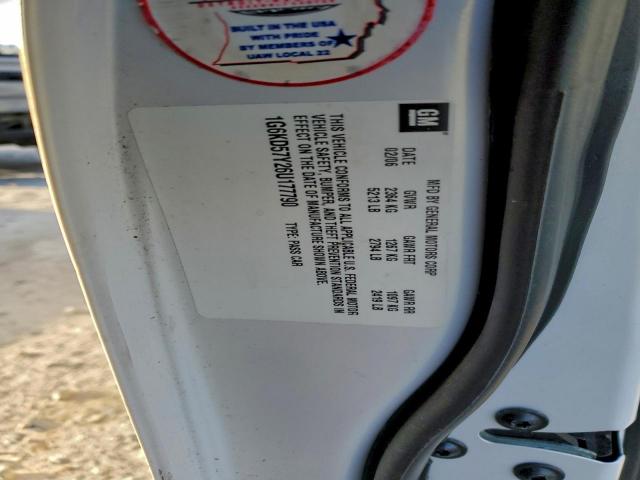 BUILT IN THE USA
WITH PRIDE
BY MEMBERS OF
UAW LOCAL 22
GM
MFD BY GENERAL MOTORS CORP
DATE GVWR GAWR FRT GAWR RR
02/06 2364 KG 1267 KG 1097 KG
5213 LB 2794 LB 2419 LB
THIS VEHICLE CONFORMS TO ALL APPLICABLE U.S. FEDERAL MOTOR
VEHICLE SAFETY, BUMPER, AND THEFT PREVENTION STANDARDS IN
EFFECT ON THE DATE OF MANUFACTURE SHOWN ABOVE.
1G6KD57Y26U177790 TYPE: PASS CAR